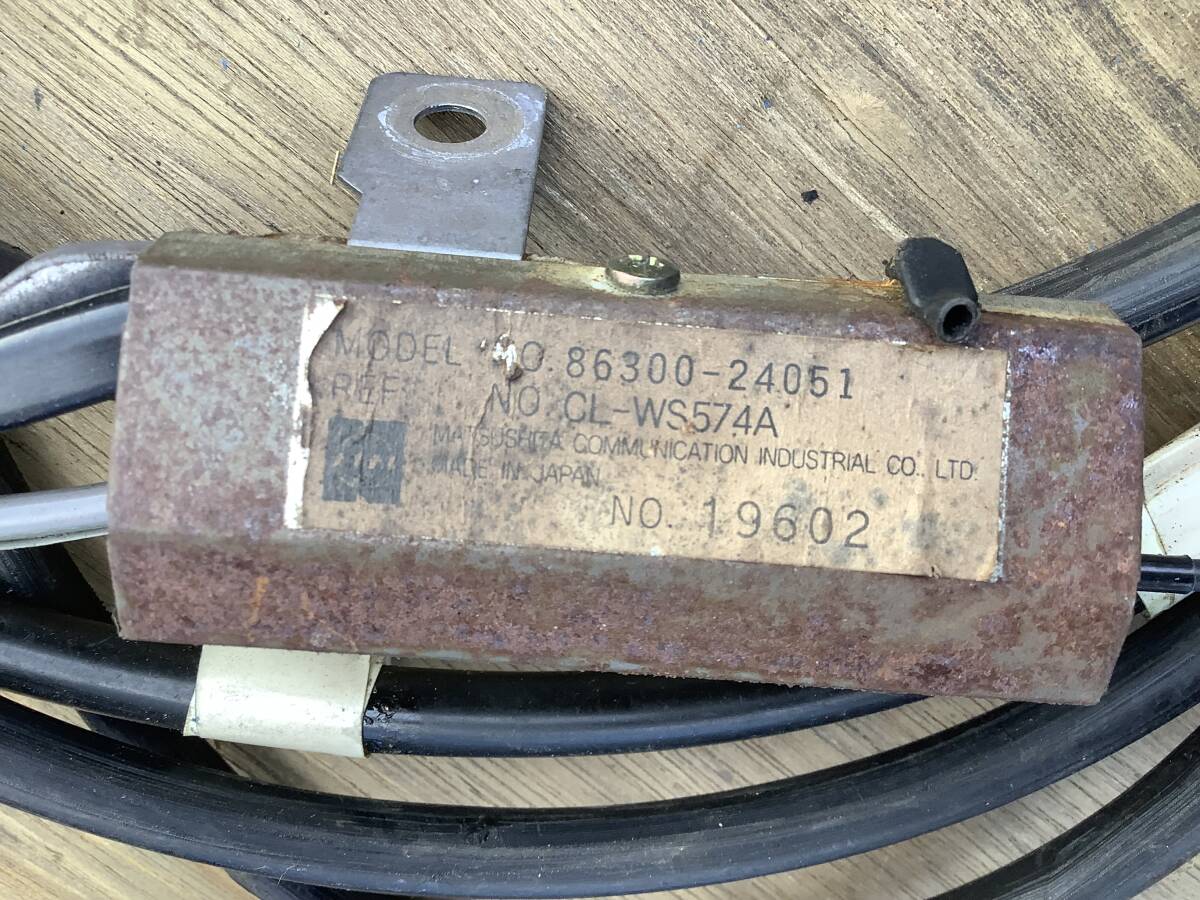 MODEL NO. 86300-24051
REF NO. CL-WS574A
MATSUSHITA COMMUNICATION INDUSTRIAL CO., LTD.
MADE IN JAPAN
NO. 19602